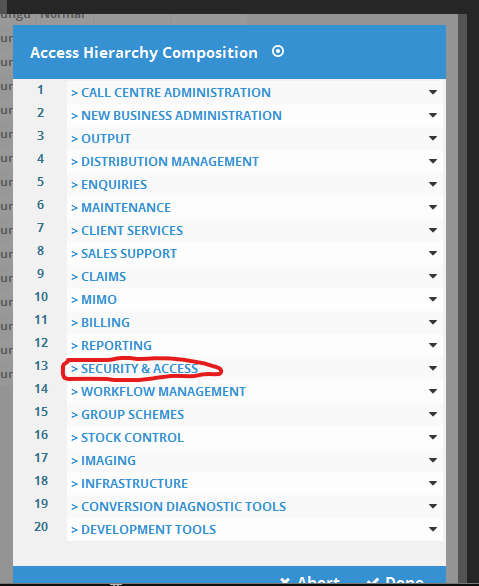 Normal
Access Hierarchy Composition
1 > CALL CENTRE ADMINISTRATION
2 > NEW BUSINESS ADMINISTRATION
3 > OUTPUT
4 > DISTRIBUTION MANAGEMENT
5 > ENQUIRIES
6 > MAINTENANCE
7 > CLIENT SERVICES
8 > SALES SUPPORT
9 > CLAIMS
10 > MIMO
11 > BILLING
12 > REPORTING
13 > SECURITY & ACCESS
14 > WORKFLOW MANAGEMENT
15 > GROUP SCHEMES
16 > STOCK CONTROL
17 > IMAGING
18 > INFRASTRUCTURE
19 > CONVERSION DIAGNOSTIC TOOLS
20 > DEVELOPMENT TOOLS
Abort Done